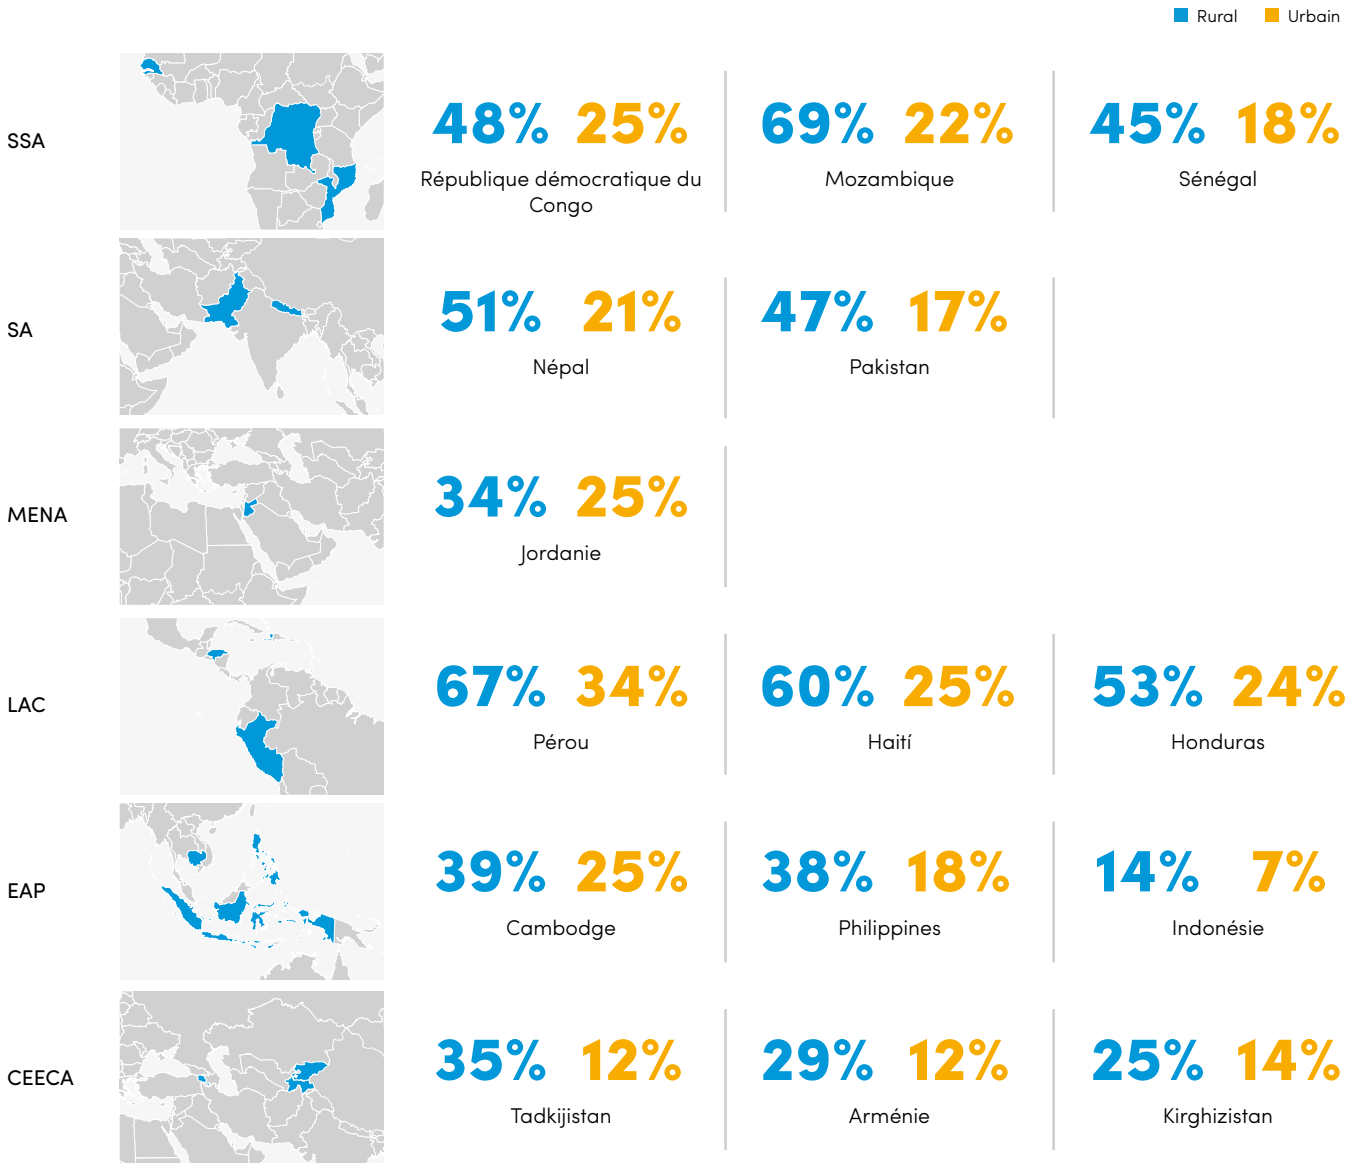 Rural Urbain
SSA
48% 25%
République démocratique du
Congo
69% 22%
Mozambique
45% 18%
Sénégal
SA
51% 21%
Népal
47% 17%
Pakistan
MENA
34% 25%
Jordanie
LAC
67% 34%
Pérou
60% 25%
Haití
53% 24%
Honduras
EAP
39% 25%
Cambodge
38% 18%
Philippines
14% 7%
Indonésie
CEECA
35% 12%
Tadkijistan
29% 12%
Arménie
25% 14%
Kirghizistan